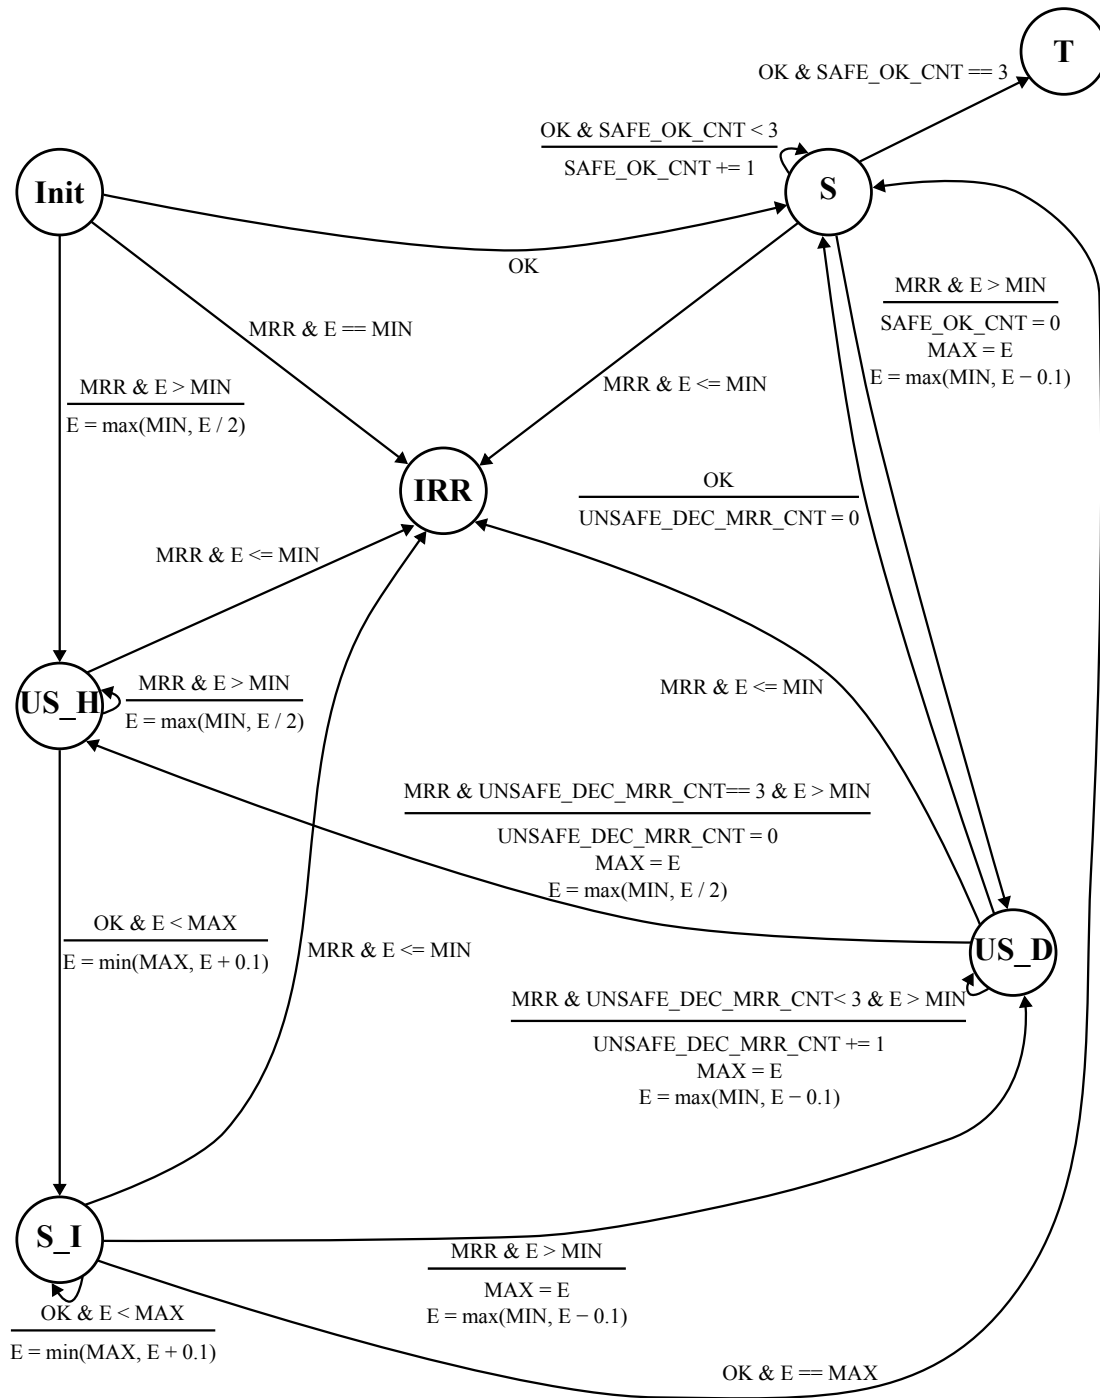 T
OK & SAFE_OK_CNT == 3
OK & SAFE_OK_CNT < 3
SAFE_OK_CNT += 1
Init
S
OK
MRR & E > MIN
SAFE_OK_CNT = 0
MAX = E
E = max(MIN, E − 0.1)
MRR & E == MIN
MRR & E <= MIN
MRR & E > MIN
E = max(MIN, E / 2)
IRR
OK
UNSAFE_DEC_MRR_CNT = 0
MRR & E <= MIN
US_H
MRR & E > MIN
E = max(MIN, E / 2)
MRR & E <= MIN
MRR & UNSAFE_DEC_MRR_CNT== 3 & E > MIN
UNSAFE_DEC_MRR_CNT = 0
MAX = E
E = max(MIN, E / 2)
OK & E < MAX
E = min(MAX, E + 0.1)
MRR & E <= MIN
US_D
MRR & UNSAFE_DEC_MRR_CNT< 3 & E > MIN
UNSAFE_DEC_MRR_CNT += 1
MAX = E
E = max(MIN, E − 0.1)
S_I
MRR & E > MIN
MAX = E
E = max(MIN, E − 0.1)
OK & E < MAX
E = min(MAX, E + 0.1)
OK & E == MAX